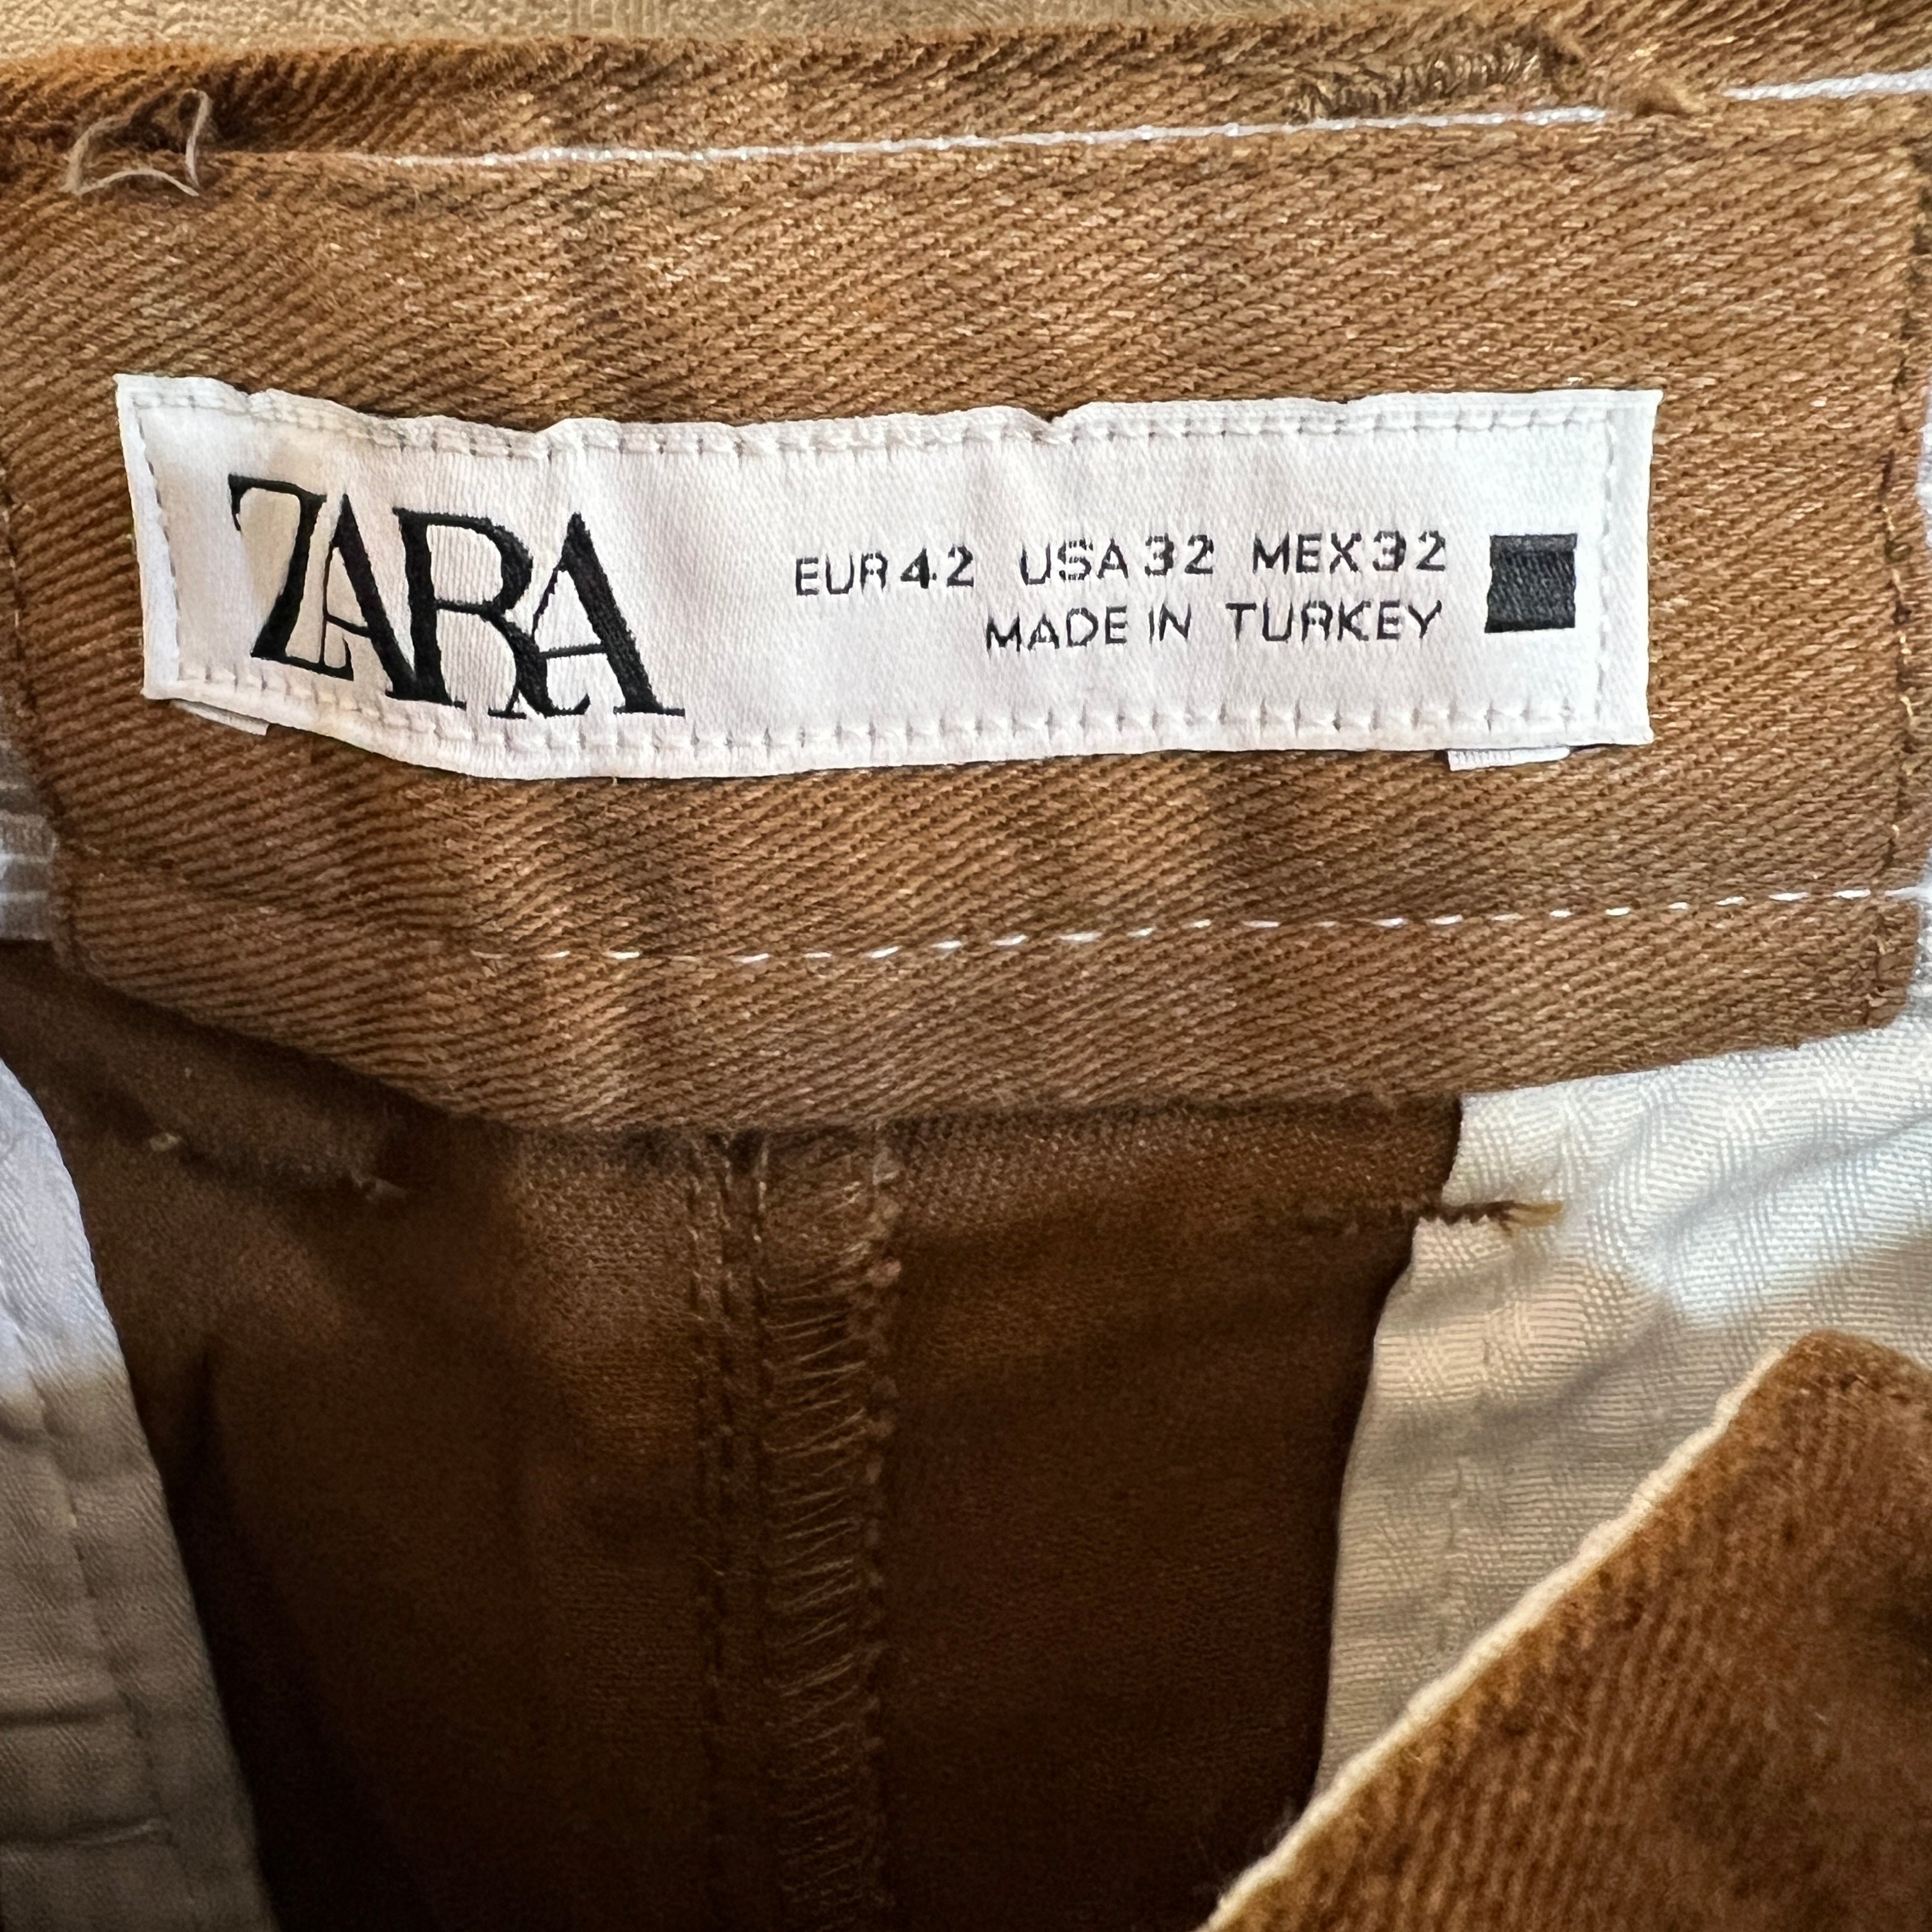 ZARA
EUR 42 USA 32 MEX 32
MADE IN TURKEY